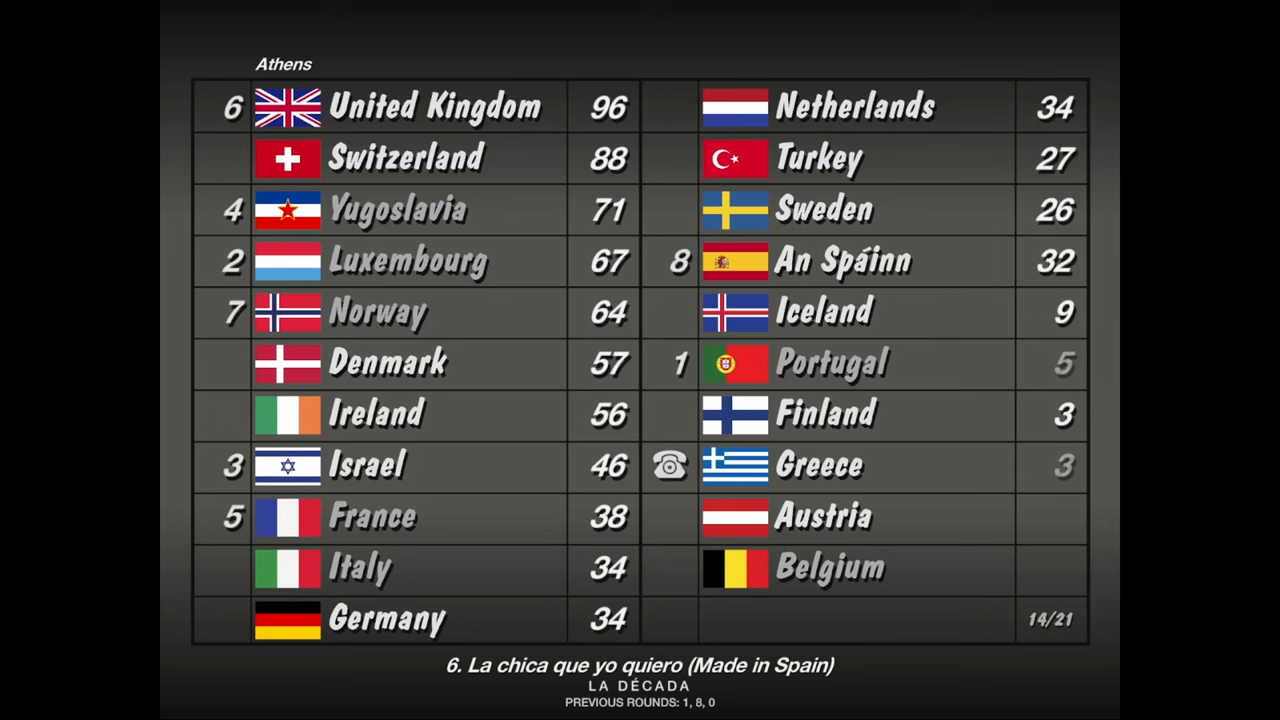 Athens
6 United Kingdom 96
Switzerland 88
4 Yugoslavia 71
2 Luxembourg 67
7 Norway 64
Denmark 57
Ireland 56
3 Israel 46
5 France 38
Italy 34
Germany 34
Netherlands 34
Turkey 27
Sweden 26
8 An Spáinn 32
Iceland 9
1 Portugal 5
Finland 3
Greece 3
Austria
Belgium
14/21
6. La chica que yo quiero (Made in Spain)
LA DÉCADA
PREVIOUS ROUNDS: 1, 8, 0